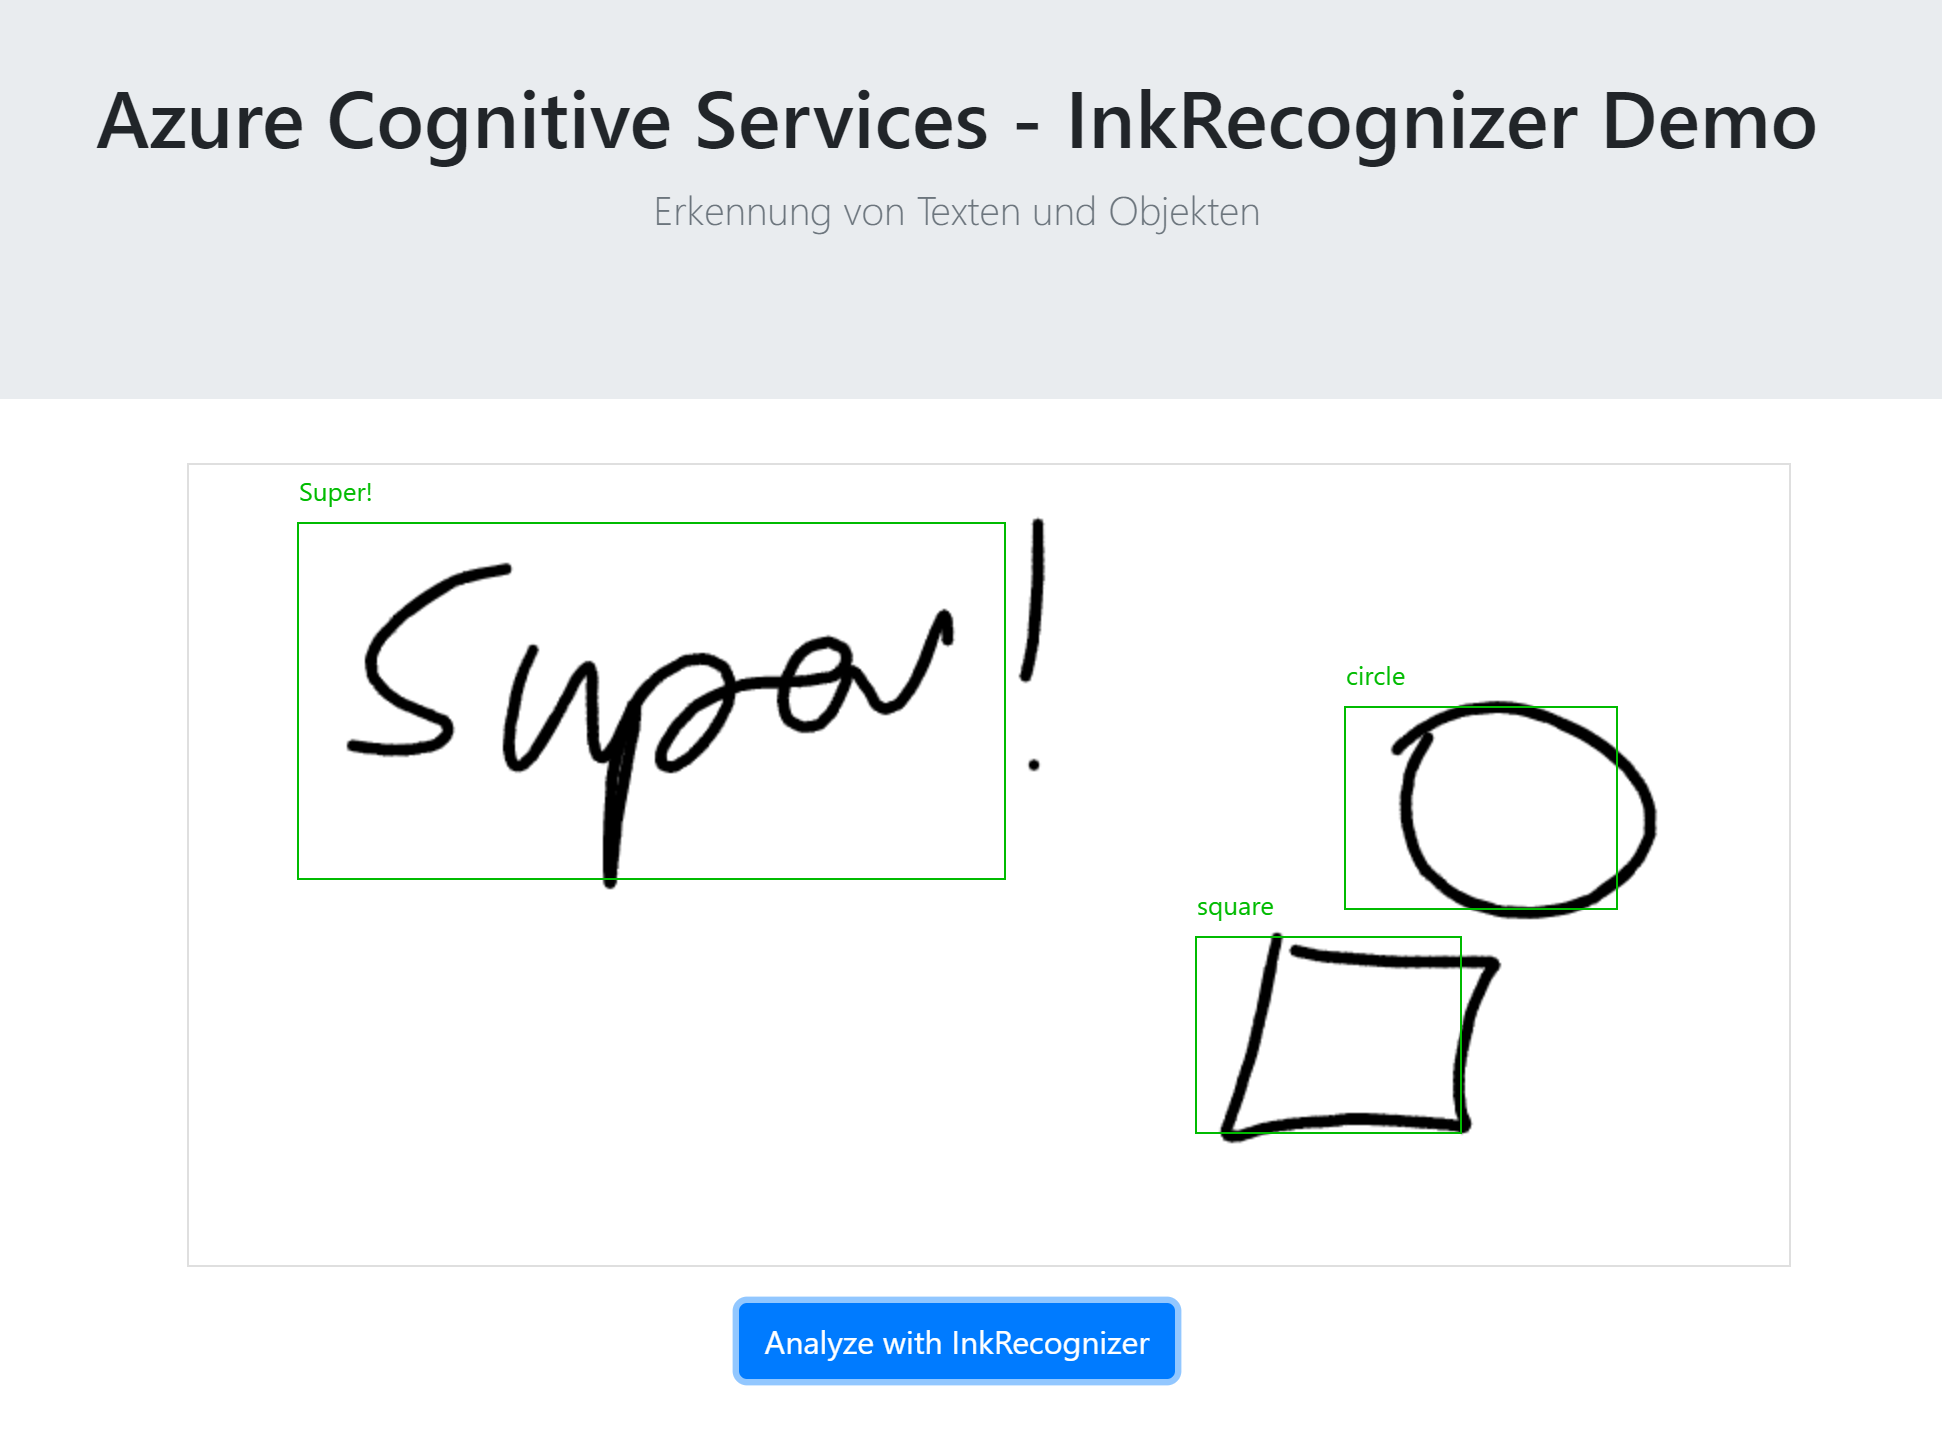 Azure Cognitive Services - InkRecognizer Demo
Erkennung von Texten und Objekten
Super!
Super!
circle
square
Analyze with InkRecognizer